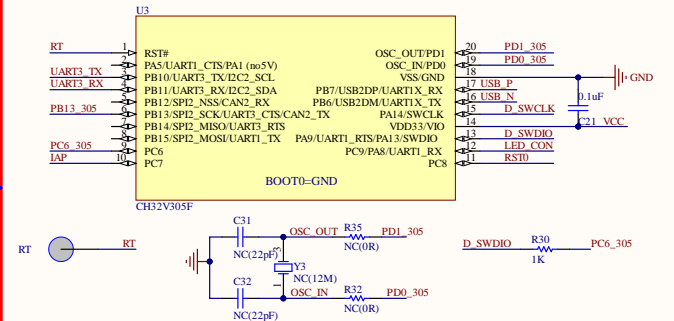 U3
RT 1 RST# OSC_OUT/PD1 20 PD1_305
2 PA5/UART1_CTS/PA1 (no5V) OSC_IN/PD0 19 PD0_305
UART3_TX 3 PB10/UART3_TX/I2C2_SCL VSS/GND 18 GND
UART3_RX 4 PB11/UART3_RX/I2C2_SDA PB7/USB2DP/UART1X_RX 17 USB_P
5 PB12/SPI2_NSS/CAN2_RX PB6/USB2DM/UART1X_TX 16 USB_N 0.1uF
PB13_305 6 PB13/SPI2_SCK/UART3_CTS/CAN2_TX PA14/SWCLK 15 D_SWCLK
7 PB14/SPI2_MISO/UART3_RTS VDD33/VIO 14 C21 VCC
8 PB15/SPI2_MOSI/UART1_TX PA9/UART1_RTS/PA13/SWDIO 13 D_SWDIO
PC6_305 9 PC6 PC9/PA8/UART1_RX 12 LED_CON
IAP 10 PC7 PC8 11 RST0
BOOT0=GND
CH32V305F
C31 OSC_OUT R35 PD1_305
NC(22pF) NC(0R)
RT RT D_SWDIO R30 PC6_305
1K
3 Y3
1 NC(12M)
C32 OSC_IN R32 PD0_305
NC(22pF) NC(0R)